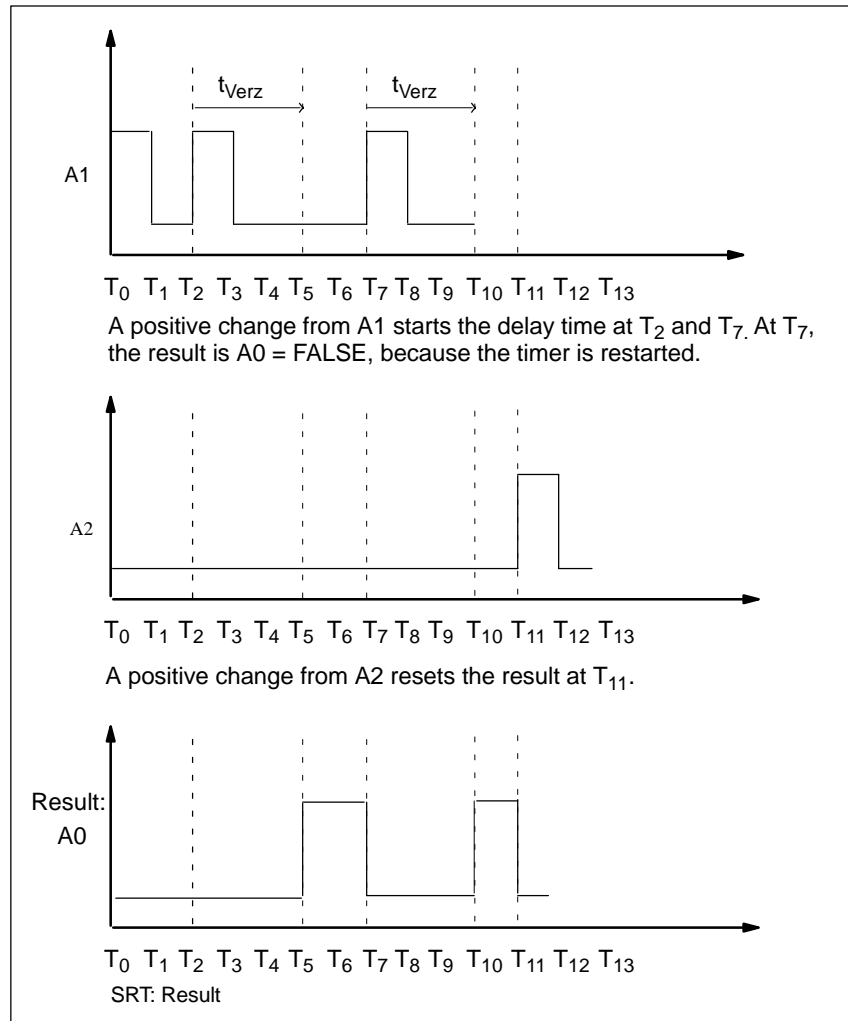 t_Verz t_Verz
A1
T_0 T_1 T_2 T_3 T_4 T_5 T_6 T_7 T_8 T_9 T_10 T_11 T_12 T_13
A positive change from A1 starts the delay time at T_2 and T_7. At T_7,
the result is A0 = FALSE, because the timer is restarted.
A2
T_0 T_1 T_2 T_3 T_4 T_5 T_6 T_7 T_8 T_9 T_10 T_11 T_12 T_13
A positive change from A2 resets the result at T_11.
Result:
A0
T_0 T_1 T_2 T_3 T_4 T_5 T_6 T_7 T_8 T_9 T_10 T_11 T_12 T_13
SRT: Result